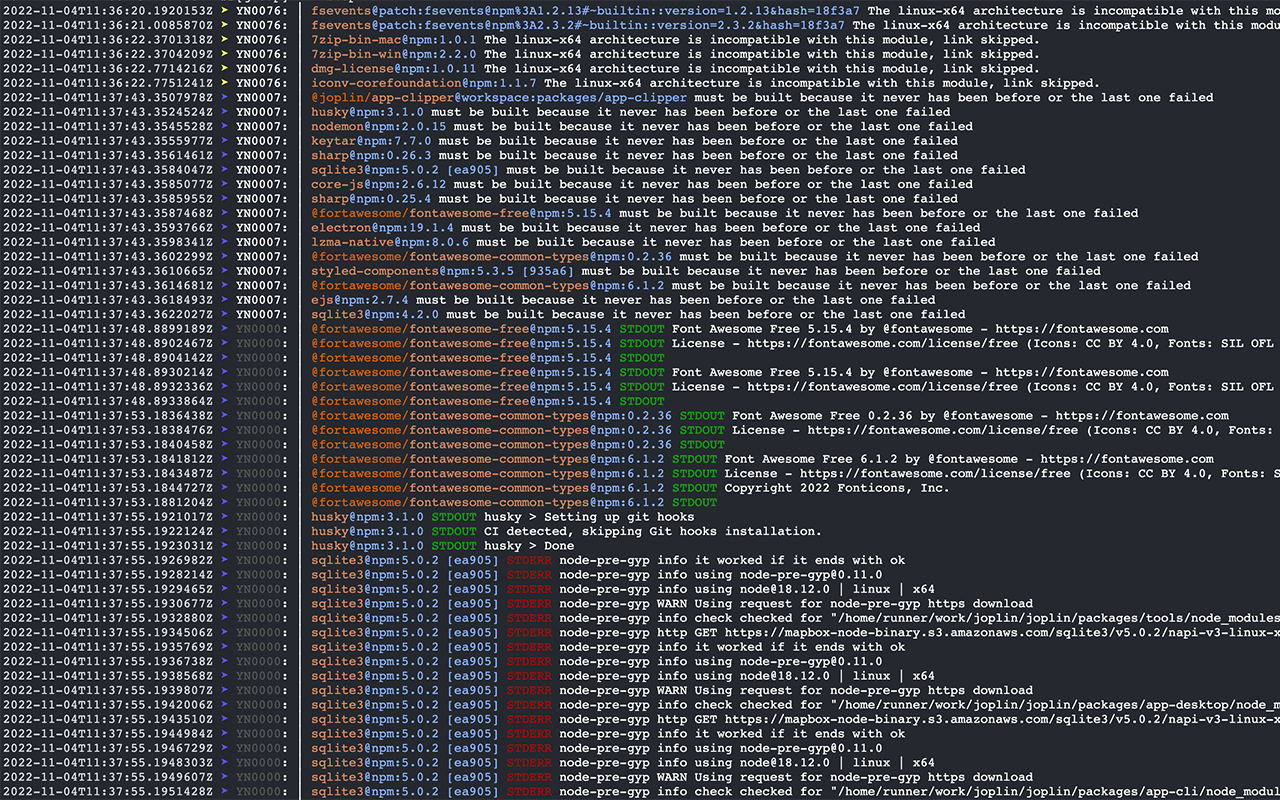 2022-11-04T11:36:20.1920153Z ➤ YN0076: │ fsevents@patch:fsevents@npm%3A1.2.13#~builtin::version=1.2.13&hash=18f3a7 The linux-x64 architecture is incompatible with this mo
2022-11-04T11:36:21.0085870Z ➤ YN0076: │ fsevents@patch:fsevents@npm%3A2.3.2#~builtin::version=2.3.2&hash=18f3a7 The linux-x64 architecture is incompatible with this modu
2022-11-04T11:36:22.3701318Z ➤ YN0076: │ 7zip-bin-mac@npm:1.0.1 The linux-x64 architecture is incompatible with this module, link skipped.
2022-11-04T11:36:22.3704209Z ➤ YN0076: │ 7zip-bin-win@npm:2.2.0 The linux-x64 architecture is incompatible with this module, link skipped.
2022-11-04T11:36:22.7714216Z ➤ YN0076: │ dmg-license@npm:1.0.11 The linux-x64 architecture is incompatible with this module, link skipped.
2022-11-04T11:36:22.7751241Z ➤ YN0076: │ iconv-corefoundation@npm:1.1.7 The linux-x64 architecture is incompatible with this module, link skipped.
2022-11-04T11:37:43.3507978Z ➤ YN0007: │ @joplin/app-clipper@workspace:packages/app-clipper must be built because it never has been before or the last one failed
2022-11-04T11:37:43.3524524Z ➤ YN0007: │ husky@npm:3.1.0 must be built because it never has been before or the last one failed
2022-11-04T11:37:43.3545528Z ➤ YN0007: │ nodemon@npm:2.0.15 must be built because it never has been before or the last one failed
2022-11-04T11:37:43.3555977Z ➤ YN0007: │ keytar@npm:7.7.0 must be built because it never has been before or the last one failed
2022-11-04T11:37:43.3561461Z ➤ YN0007: │ sharp@npm:0.26.3 must be built because it never has been before or the last one failed
2022-11-04T11:37:43.3584047Z ➤ YN0007: │ sqlite3@npm:5.0.2 [ea905] must be built because it never has been before or the last one failed
2022-11-04T11:37:43.3585077Z ➤ YN0007: │ core-js@npm:2.6.12 must be built because it never has been before or the last one failed
2022-11-04T11:37:43.3585955Z ➤ YN0007: │ sharp@npm:0.25.4 must be built because it never has been before or the last one failed
2022-11-04T11:37:43.3587468Z ➤ YN0007: │ @fortawesome/fontawesome-free@npm:5.15.4 must be built because it never has been before or the last one failed
2022-11-04T11:37:43.3593766Z ➤ YN0007: │ electron@npm:19.1.4 must be built because it never has been before or the last one failed
2022-11-04T11:37:43.3598341Z ➤ YN0007: │ lzma-native@npm:8.0.6 must be built because it never has been before or the last one failed
2022-11-04T11:37:43.3602299Z ➤ YN0007: │ @fortawesome/fontawesome-common-types@npm:0.2.36 must be built because it never has been before or the last one failed
2022-11-04T11:37:43.3610665Z ➤ YN0007: │ styled-components@npm:5.3.5 [935a6] must be built because it never has been before or the last one failed
2022-11-04T11:37:43.3614681Z ➤ YN0007: │ @fortawesome/fontawesome-common-types@npm:6.1.2 must be built because it never has been before or the last one failed
2022-11-04T11:37:43.3618493Z ➤ YN0007: │ ejs@npm:2.7.4 must be built because it never has been before or the last one failed
2022-11-04T11:37:43.3622027Z ➤ YN0007: │ sqlite3@npm:4.2.0 must be built because it never has been before or the last one failed
2022-11-04T11:37:48.8899189Z ➤ YN0000: │ @fortawesome/fontawesome-free@npm:5.15.4 STDOUT Font Awesome Free 5.15.4 by @fontawesome - https://fontawesome.com
2022-11-04T11:37:48.8902467Z ➤ YN0000: │ @fortawesome/fontawesome-free@npm:5.15.4 STDOUT License - https://fontawesome.com/license/free (Icons: CC BY 4.0, Fonts: SIL OFL
2022-11-04T11:37:48.8904142Z ➤ YN0000: │ @fortawesome/fontawesome-free@npm:5.15.4 STDOUT
2022-11-04T11:37:48.8930214Z ➤ YN0000: │ @fortawesome/fontawesome-free@npm:5.15.4 STDOUT Font Awesome Free 5.15.4 by @fontawesome - https://fontawesome.com
2022-11-04T11:37:48.8932336Z ➤ YN0000: │ @fortawesome/fontawesome-free@npm:5.15.4 STDOUT License - https://fontawesome.com/license/free (Icons: CC BY 4.0, Fonts: SIL OFL
2022-11-04T11:37:48.8933864Z ➤ YN0000: │ @fortawesome/fontawesome-free@npm:5.15.4 STDOUT
2022-11-04T11:37:53.1836438Z ➤ YN0000: │ @fortawesome/fontawesome-common-types@npm:0.2.36 STDOUT Font Awesome Free 0.2.36 by @fontawesome - https://fontawesome.com
2022-11-04T11:37:53.1838476Z ➤ YN0000: │ @fortawesome/fontawesome-common-types@npm:0.2.36 STDOUT License - https://fontawesome.com/license/free (Icons: CC BY 4.0, Fonts:
2022-11-04T11:37:53.1840458Z ➤ YN0000: │ @fortawesome/fontawesome-common-types@npm:0.2.36 STDOUT
2022-11-04T11:37:53.1841812Z ➤ YN0000: │ @fortawesome/fontawesome-common-types@npm:6.1.2 STDOUT Font Awesome Free 6.1.2 by @fontawesome - https://fontawesome.com
2022-11-04T11:37:53.1843487Z ➤ YN0000: │ @fortawesome/fontawesome-common-types@npm:6.1.2 STDOUT License - https://fontawesome.com/license/free (Icons: CC BY 4.0, Fonts: S
2022-11-04T11:37:53.1844727Z ➤ YN0000: │ @fortawesome/fontawesome-common-types@npm:6.1.2 STDOUT Copyright 2022 Fonticons, Inc.
2022-11-04T11:37:53.1881204Z ➤ YN0000: │ @fortawesome/fontawesome-common-types@npm:6.1.2 STDOUT
2022-11-04T11:37:55.1921017Z ➤ YN0000: │ husky@npm:3.1.0 STDOUT husky > Setting up git hooks
2022-11-04T11:37:55.1922124Z ➤ YN0000: │ husky@npm:3.1.0 STDOUT CI detected, skipping Git hooks installation.
2022-11-04T11:37:55.1923031Z ➤ YN0000: │ husky@npm:3.1.0 STDOUT husky > Done
2022-11-04T11:37:55.1926982Z ➤ YN0000: │ sqlite3@npm:5.0.2 [ea905] STDERR node-pre-gyp info it worked if it ends with ok
2022-11-04T11:37:55.1928214Z ➤ YN0000: │ sqlite3@npm:5.0.2 [ea905] STDERR node-pre-gyp info using node-pre-gyp@0.11.0
2022-11-04T11:37:55.1929465Z ➤ YN0000: │ sqlite3@npm:5.0.2 [ea905] STDERR node-pre-gyp info using node@18.12.0 | linux | x64
2022-11-04T11:37:55.1930677Z ➤ YN0000: │ sqlite3@npm:5.0.2 [ea905] STDERR node-pre-gyp WARN Using request for node-pre-gyp https download
2022-11-04T11:37:55.1932880Z ➤ YN0000: │ sqlite3@npm:5.0.2 [ea905] STDERR node-pre-gyp info check checked for "/home/runner/work/joplin/joplin/packages/tools/node_modules
2022-11-04T11:37:55.1934506Z ➤ YN0000: │ sqlite3@npm:5.0.2 [ea905] STDERR node-pre-gyp http GET https://mapbox-node-binary.s3.amazonaws.com/sqlite3/v5.0.2/napi-v3-linux-x
2022-11-04T11:37:55.1935769Z ➤ YN0000: │ sqlite3@npm:5.0.2 [ea905] STDERR node-pre-gyp info it worked if it ends with ok
2022-11-04T11:37:55.1936738Z ➤ YN0000: │ sqlite3@npm:5.0.2 [ea905] STDERR node-pre-gyp info using node-pre-gyp@0.11.0
2022-11-04T11:37:55.1938568Z ➤ YN0000: │ sqlite3@npm:5.0.2 [ea905] STDERR node-pre-gyp info using node@18.12.0 | linux | x64
2022-11-04T11:37:55.1939807Z ➤ YN0000: │ sqlite3@npm:5.0.2 [ea905] STDERR node-pre-gyp WARN Using request for node-pre-gyp https download
2022-11-04T11:37:55.1942006Z ➤ YN0000: │ sqlite3@npm:5.0.2 [ea905] STDERR node-pre-gyp info check checked for "/home/runner/work/joplin/joplin/packages/app-desktop/node_m
2022-11-04T11:37:55.1943510Z ➤ YN0000: │ sqlite3@npm:5.0.2 [ea905] STDERR node-pre-gyp http GET https://mapbox-node-binary.s3.amazonaws.com/sqlite3/v5.0.2/napi-v3-linux-x
2022-11-04T11:37:55.1944984Z ➤ YN0000: │ sqlite3@npm:5.0.2 [ea905] STDERR node-pre-gyp info it worked if it ends with ok
2022-11-04T11:37:55.1946729Z ➤ YN0000: │ sqlite3@npm:5.0.2 [ea905] STDERR node-pre-gyp info using node-pre-gyp@0.11.0
2022-11-04T11:37:55.1948303Z ➤ YN0000: │ sqlite3@npm:5.0.2 [ea905] STDERR node-pre-gyp info using node@18.12.0 | linux | x64
2022-11-04T11:37:55.1949607Z ➤ YN0000: │ sqlite3@npm:5.0.2 [ea905] STDERR node-pre-gyp WARN Using request for node-pre-gyp https download
2022-11-04T11:37:55.1951428Z ➤ YN0000: │ sqlite3@npm:5.0.2 [ea905] STDERR node-pre-gyp info check checked for "/home/runner/work/joplin/joplin/packages/app-cli/node_modul